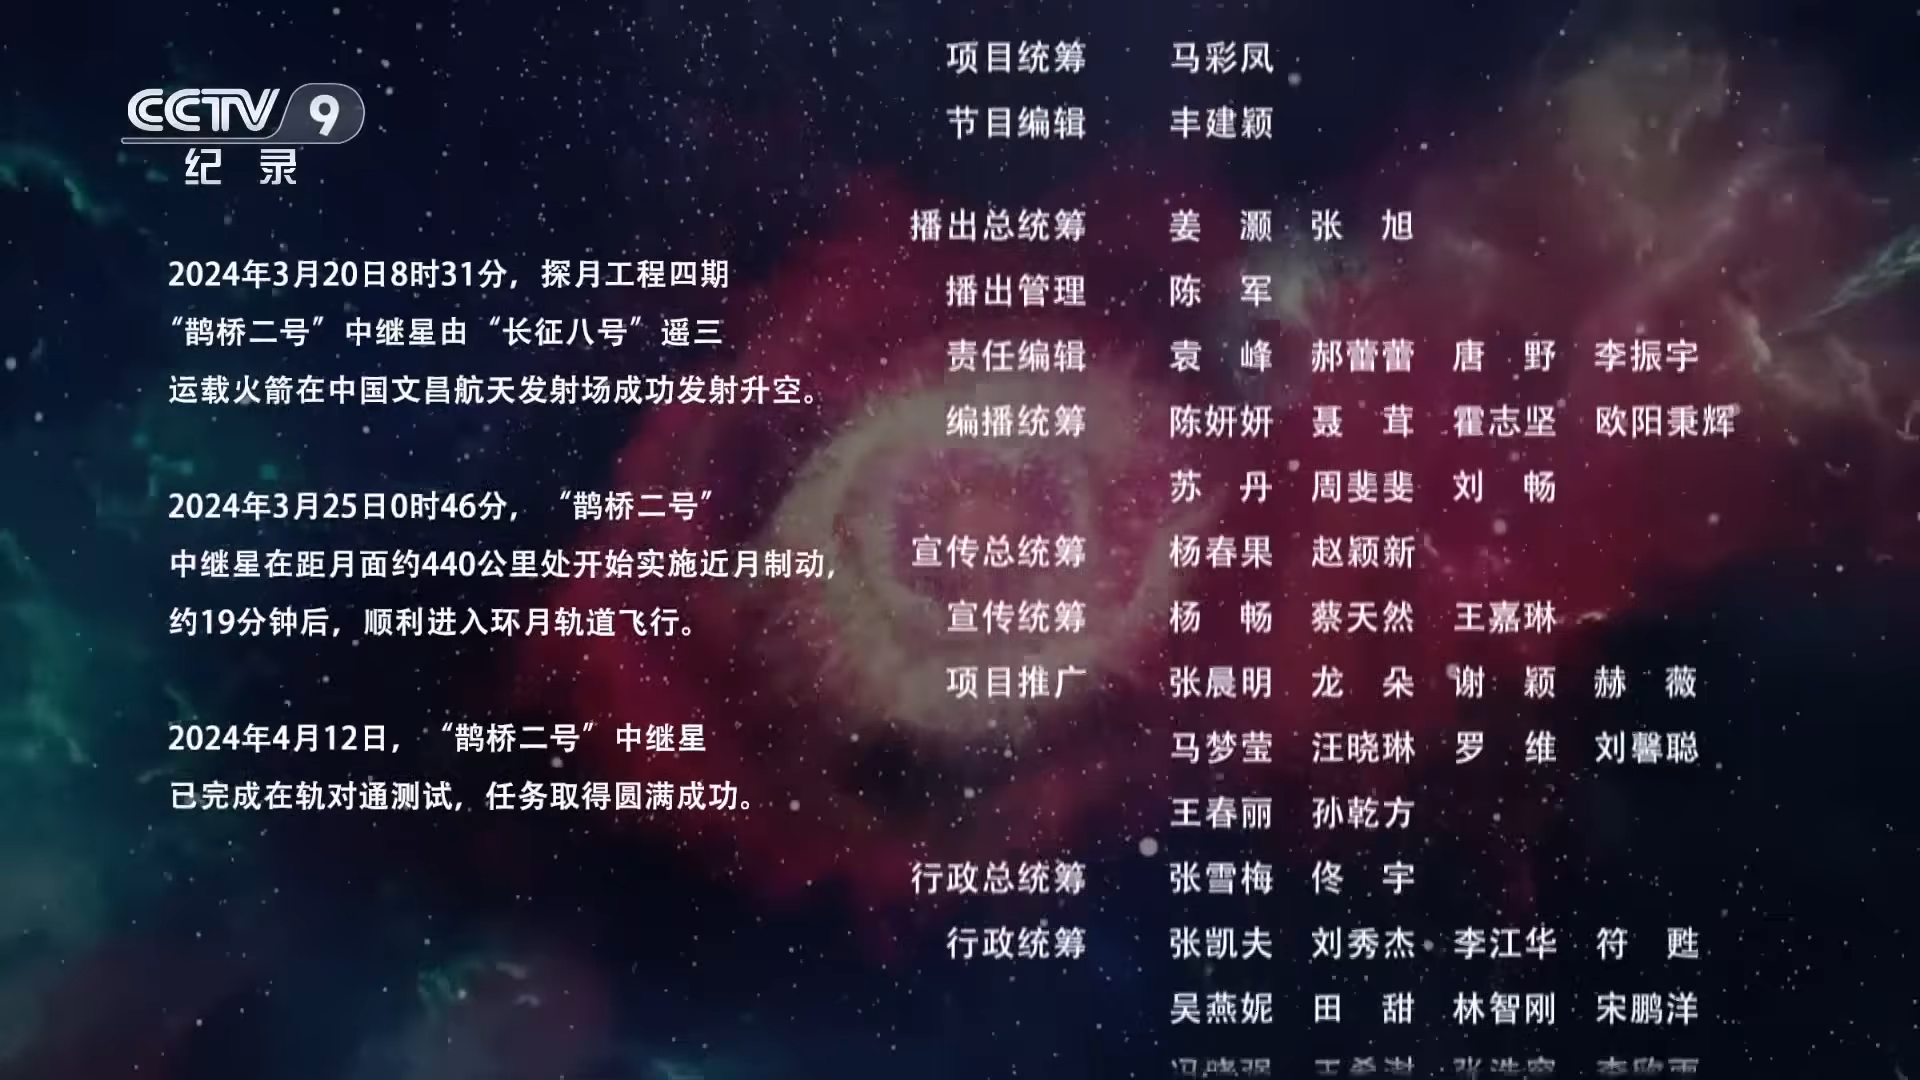 CCTV 9
纪 录
2024年3月20日8时31分，探月工程四期
“鹊桥二号”中继星由“长征八号”遥三
运载火箭在中国文昌航天发射场成功发射升空。
2024年3月25日0时46分，“鹊桥二号”
中继星在距月面约440公里处开始实施近月制动，
约19分钟后，顺利进入环月轨道飞行。
2024年4月12日，“鹊桥二号”中继星
已完成在轨对通测试，任务取得圆满成功。
项目统筹 马彩凤
节目编辑 丰建颖
播出总统筹 姜 灏 张 旭
播出管理 陈 军
责任编辑 袁 峰 郝蕾蕾 唐 野 李振宇
编播统筹 陈妍妍 聂 茸 霍志坚 欧阳秉辉
苏 丹 周斐斐 刘 畅
宣传总统筹 杨春果 赵颖新
宣传统筹 杨 畅 蔡天然 王嘉琳
项目推广 张晨明 龙 朵 谢 颖 赫 薇
马梦莹 汪晓琳 罗 维 刘馨聪
王春丽 孙乾方
行政总统筹 张雪梅 佟 宇
行政统筹 张凯夫 刘秀杰 李江华 符 甦
吴燕妮 田 甜 林智刚 宋鹏洋